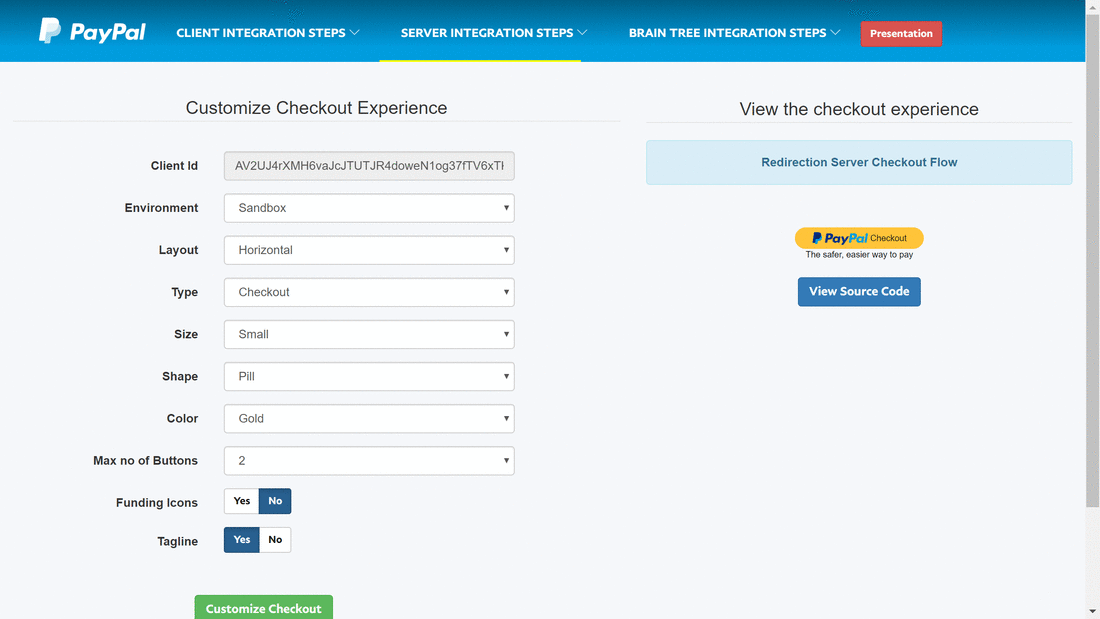 PayPal CLIENT INTEGRATION STEPS SERVER INTEGRATION STEPS BRAIN TREE INTEGRATION STEPS Presentation
Customize Checkout Experience
Client Id AV2UJ4rXMH6vaJcJTUTJR4doweN1og37fTV6xTH
Environment Sandbox
Layout Horizontal
Type Checkout
Size Small
Shape Pill
Color Gold
Max no of Buttons 2
Funding Icons Yes No
Tagline Yes No
Customize Checkout
View the checkout experience
Redirection Server Checkout Flow
PayPal Checkout
The safer, easier way to pay
View Source Code